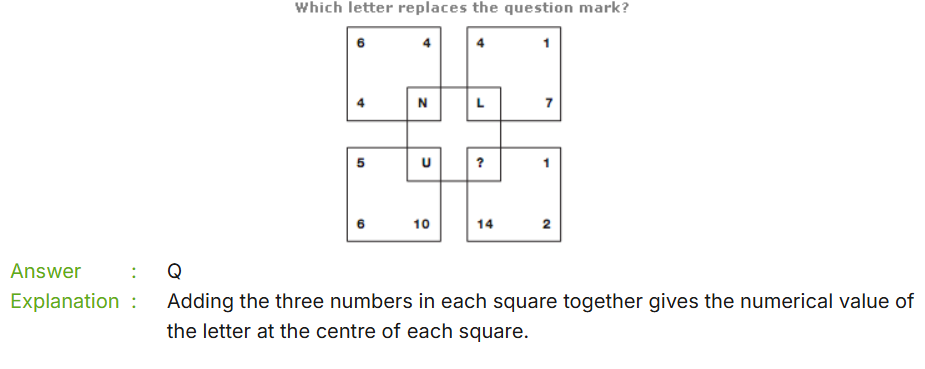 Which letter replaces the question mark?
6 4 4 1
4 N L 7
5 U ? 1
6 10 14 2
Answer : Q
Explanation : Adding the three numbers in each square together gives the numerical value of
the letter at the centre of each square.